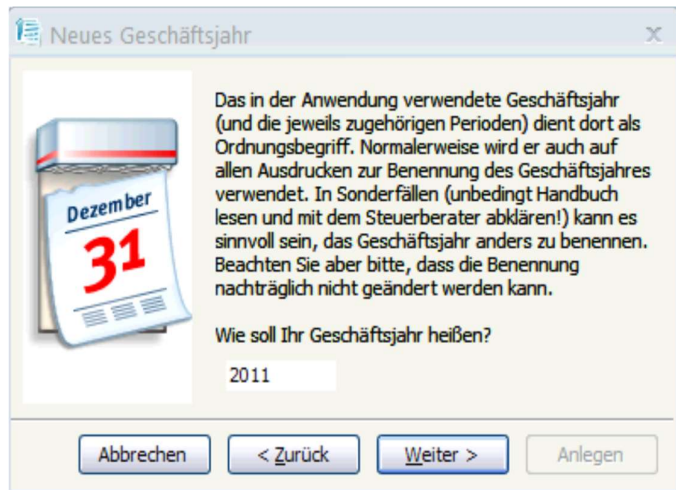 Neues Geschäftsjahr
Das in der Anwendung verwendete Geschäftsjahr
(und die jeweils zugehörigen Perioden) dient dort als
Ordnungsbegriff. Normalerweise wird er auch auf
allen Ausdrucken zur Benennung des Geschäftsjahres
verwendet. In Sonderfällen (unbedingt Handbuch
lesen und mit dem Steuerberater abklären!) kann es
sinnvoll sein, das Geschäftsjahr anders zu benennen.
Beachten Sie aber bitte, dass die Benennung
nachträglich nicht geändert werden kann.
Dezember
31
Wie soll Ihr Geschäftsjahr heißen?
2011
Abbrechen
< Zurück
Weiter >
Anlegen